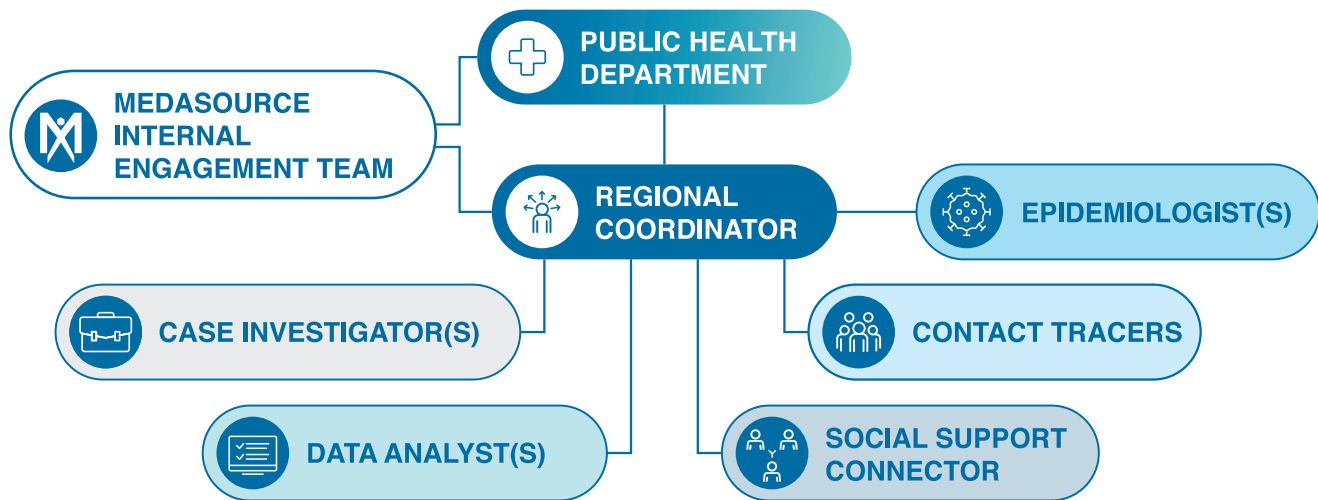 PUBLIC HEALTH
DEPARTMENT
MEDASOURCE
INTERNAL
ENGAGEMENT TEAM
REGIONAL
COORDINATOR
EPIDEMIOLOGIST(S)
CASE INVESTIGATOR(S)
CONTACT TRACERS
DATA ANALYST(S)
SOCIAL SUPPORT
CONNECTOR